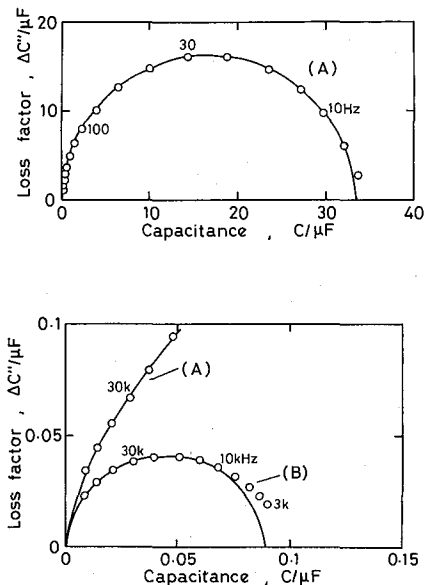 Loss factor , ΔC"/μF
20
10
0
30
(A)
100
10Hz
0
10
20
30
40
Capacitance , C/μF
Loss factor , ΔC"/μF
0.1
0.05
0
30k
(A)
30k
10kHz
(B)
3k
0
0.05
0.1
0.15
Capacitance , C/μF